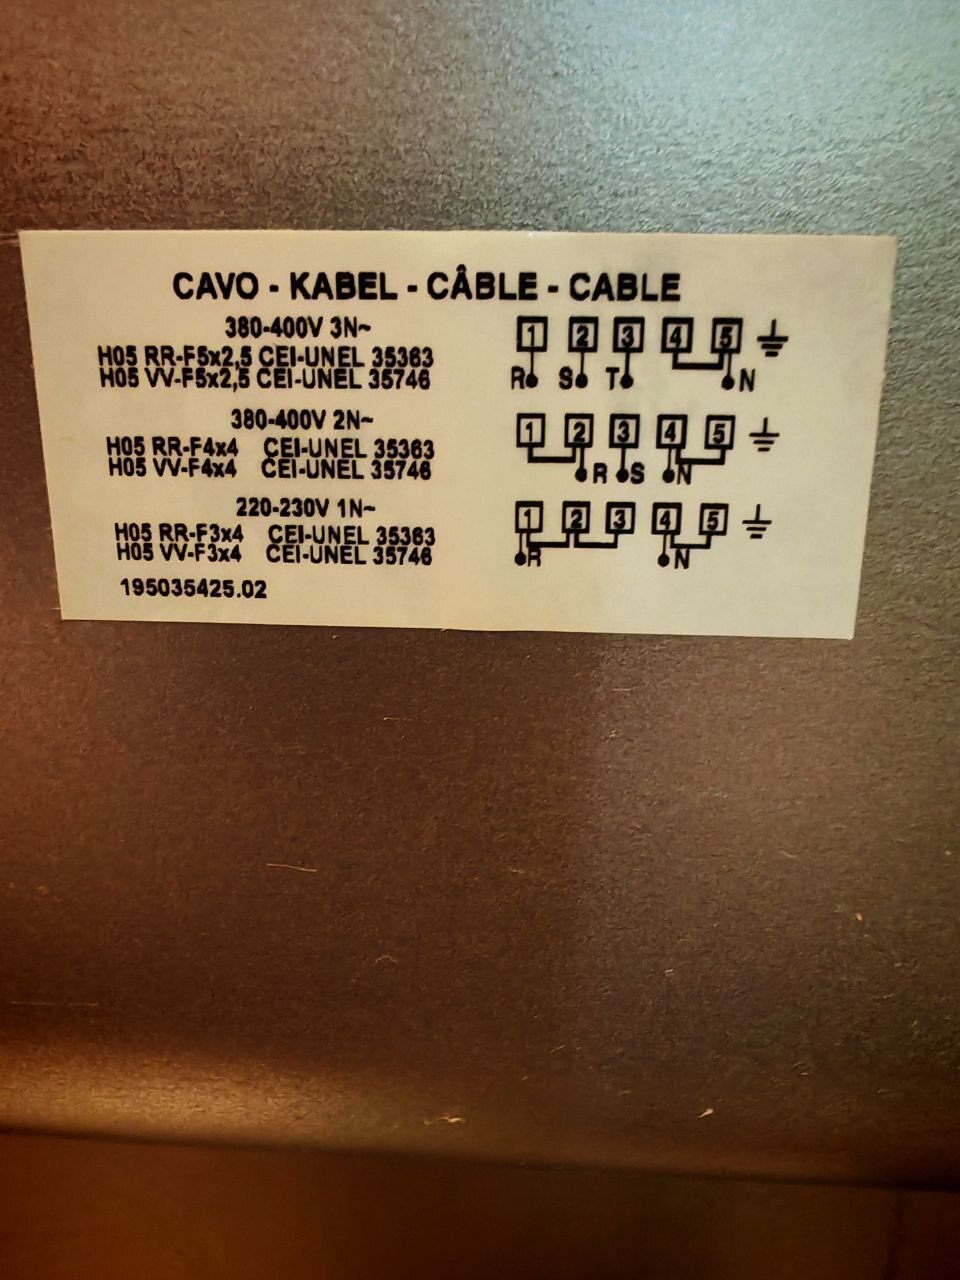 CAVO - KABEL - CÂBLE - CABLE
380-400V 3N~
H05 RR-F5x2,5 CEI-UNEL 35363
H05 VV-F5x2,5 CEI-UNEL 35746
1 2 3 4 5
R S T N
380-400V 2N~
H05 RR-F4x4 CEI-UNEL 35363
H05 VV-F4x4 CEI-UNEL 35746
1 2 3 4 5
R S N
220-230V 1N~
H05 RR-F3x4 CEI-UNEL 35363
H05 VV-F3x4 CEI-UNEL 35746
1 2 3 4 5
R N
195035425.02